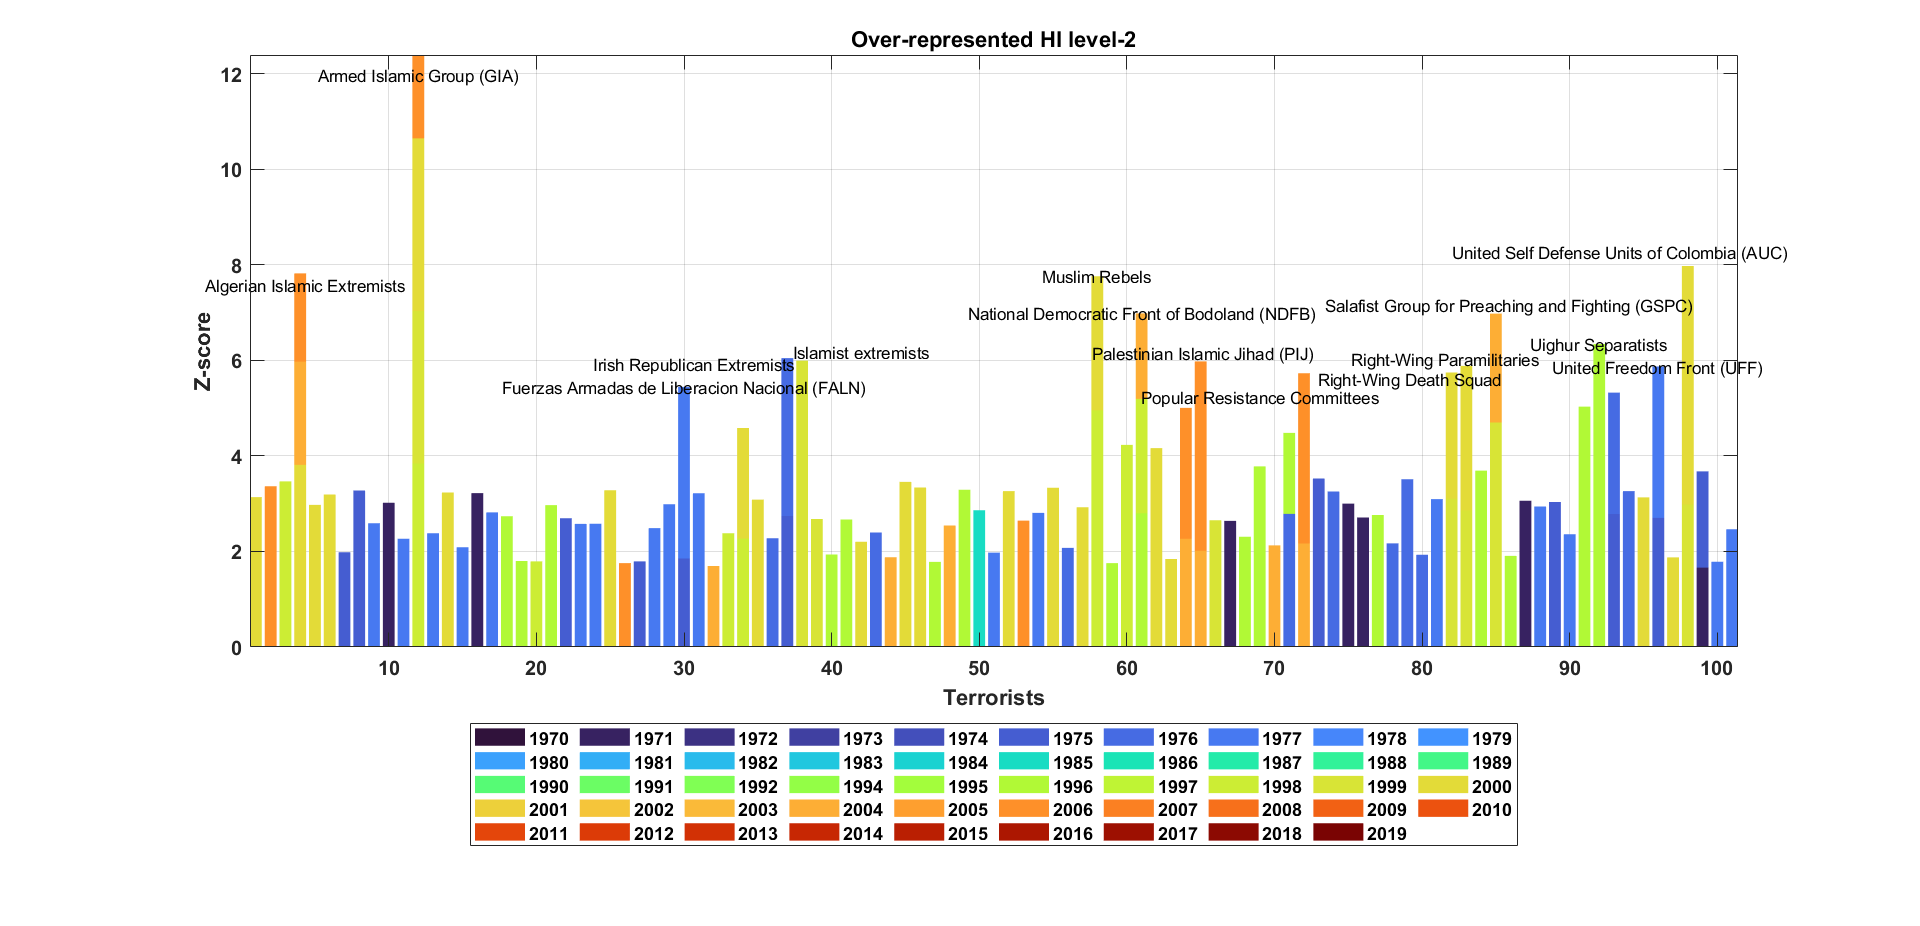 Over-represented HI level-2
12
Armed Islamic Group (GIA)
10
8
United Self Defense Units of Colombia (AUC)
Muslim Rebels
Algerian Islamic Extremists
Salafist Group for Preaching and Fighting (GSPC)
National Democratic Front of Bodoland (NDFB)
Uighur Separatists
Islamist extremists
Palestinian Islamic Jihad (PIJ)
6
Right-Wing Paramilitaries
Irish Republican Extremists
United Freedom Front (UFF)
Right-Wing Death Squad
Fuerzas Armadas de Liberacion Nacional (FALN)
Popular Resistance Committees
Z-score
4
2
0
10 20 30 40 50 60 70 80 90 100
Terrorists
1970 1971 1972 1973 1974 1975 1976 1977 1978 1979
1980 1981 1982 1983 1984 1985 1986 1987 1988 1989
1990 1991 1992 1994 1995 1996 1997 1998 1999 2000
2001 2002 2003 2004 2005 2006 2007 2008 2009 2010
2011 2012 2013 2014 2015 2016 2017 2018 2019